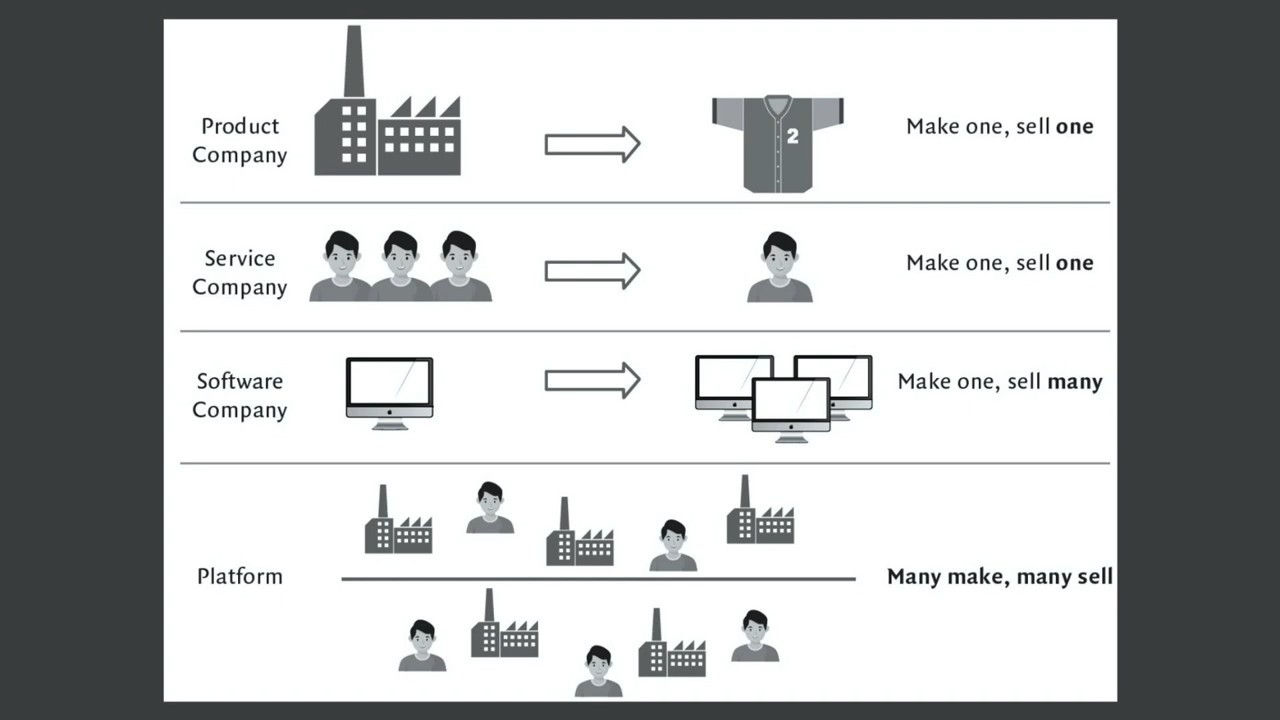 Product
Company
2
Make one, sell one
Service
Company
Make one, sell one
Software
Company
Make one, sell many
Platform
Many make, many sell